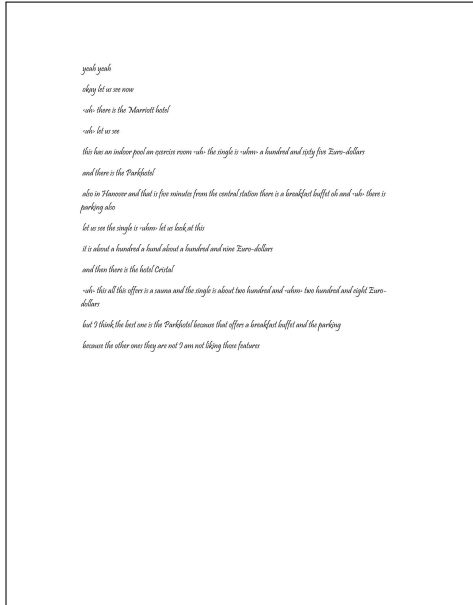 yeah yeah
okay let us see now
<uh> there is the Marriott hotel
<uh> let us see
this has an indoor pool an exercise room <uh> the single is <uhm> a hundred and sixty five Euro-dollars
and there is the Parkhotel
also in Hanover and that is five minutes from the central station there is a breakfast buffet oh and <uh> there is
parking also
let us see the single is <uhm> let us look at this
it is about a hundred a hund about a hundred and nine Euro-dollars
and then there is the hotel Cristal
<uh> this all this offers is a sauna and the single is about two hundred and <uhm> two hundred and eight Euro-
dollars
but I think the best one is the Parkhotel because that offers a breakfast buffet and the parking
because the other ones they are not I am not liking those features